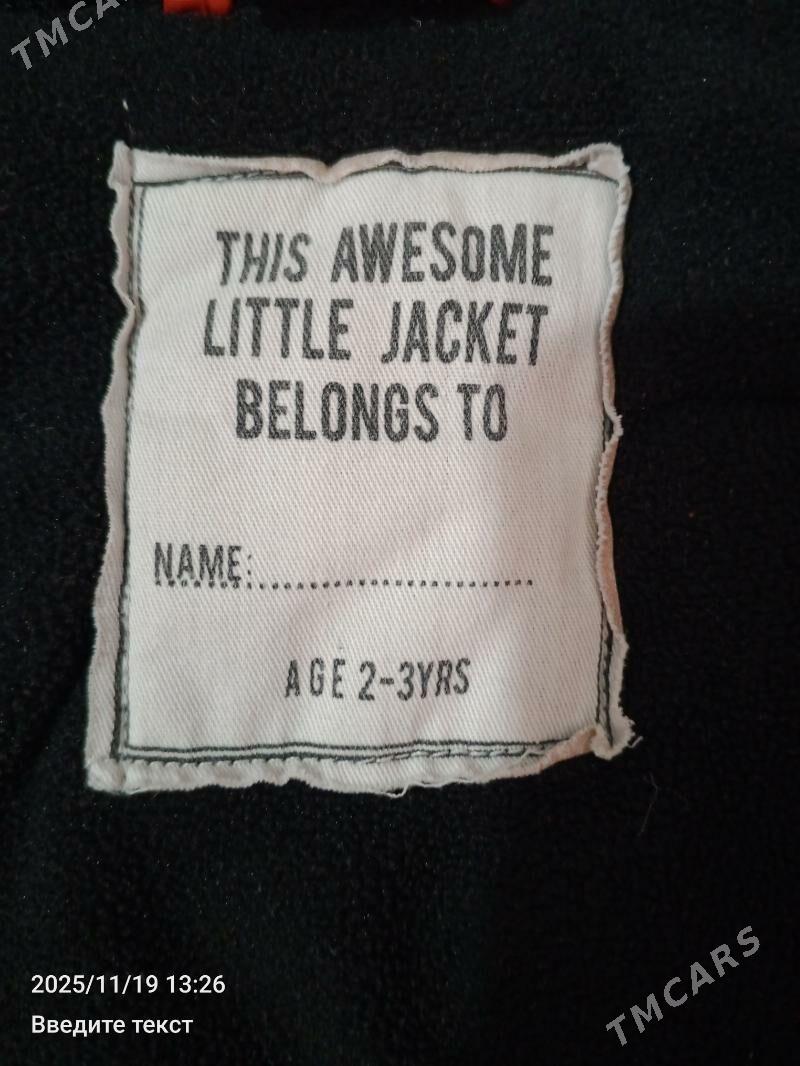 TMCARS
THIS AWESOME
LITTLE JACKET
BELONGS TO
NAME:..............................
AGE 2-3YRS
2025/11/19 13:26
Введите текст
TMCARS